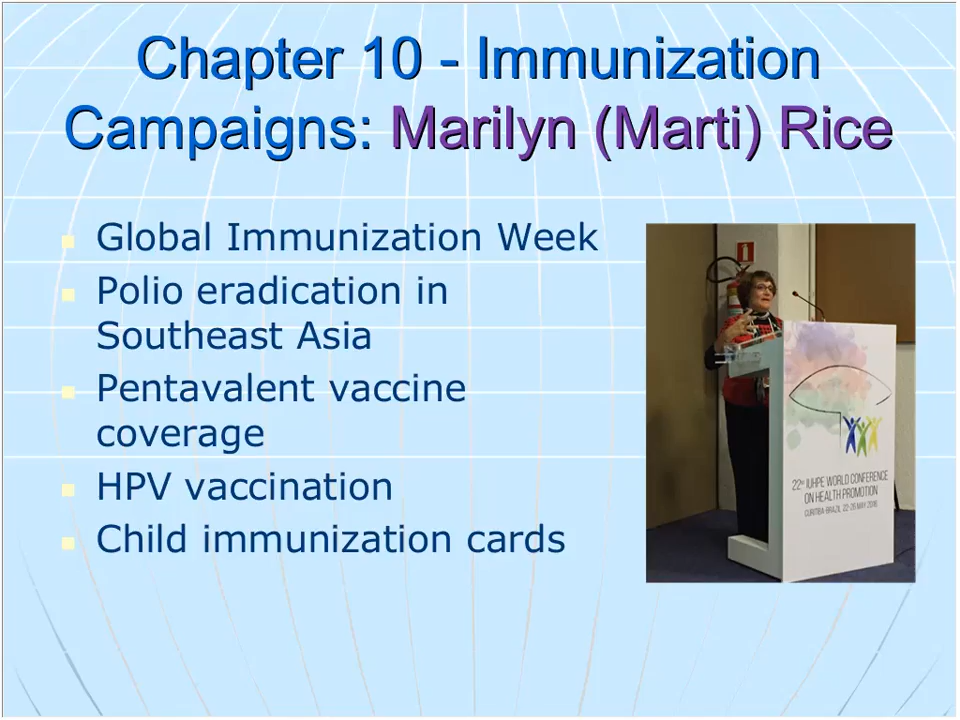 Chapter 10 - Immunization
Campaigns: Marilyn (Marti) Rice
Global Immunization Week
Polio eradication in
Southeast Asia
Pentavalent vaccine
coverage
HPV vaccination
Child immunization cards
22nd IUHPE WORLD CONFERENCE
ON HEALTH PROMOTION
CURITIBA-BRAZIL, 22-26 MAY 2016